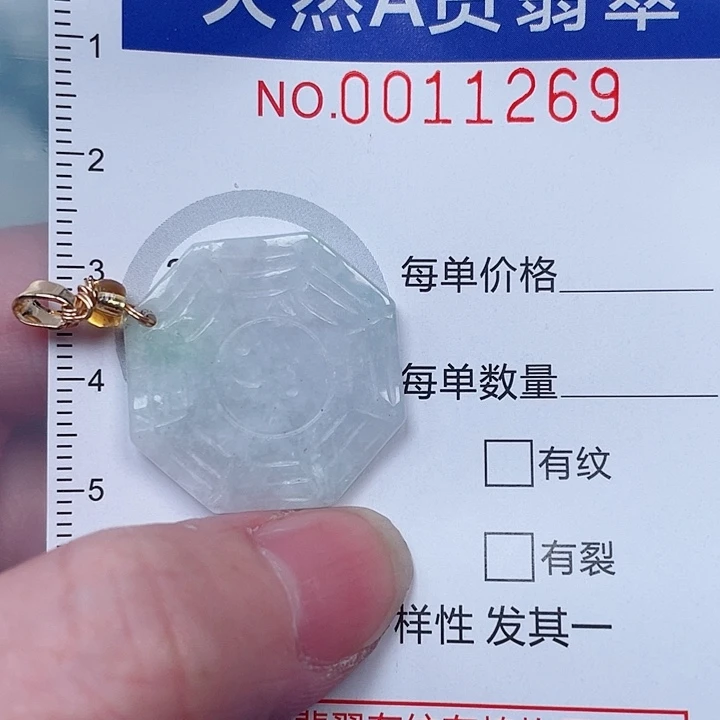 天然A货翡翠
NO.0011269
1
2
3
4
5
每单价格
每单数量
□有纹
□有裂
样性 发其一